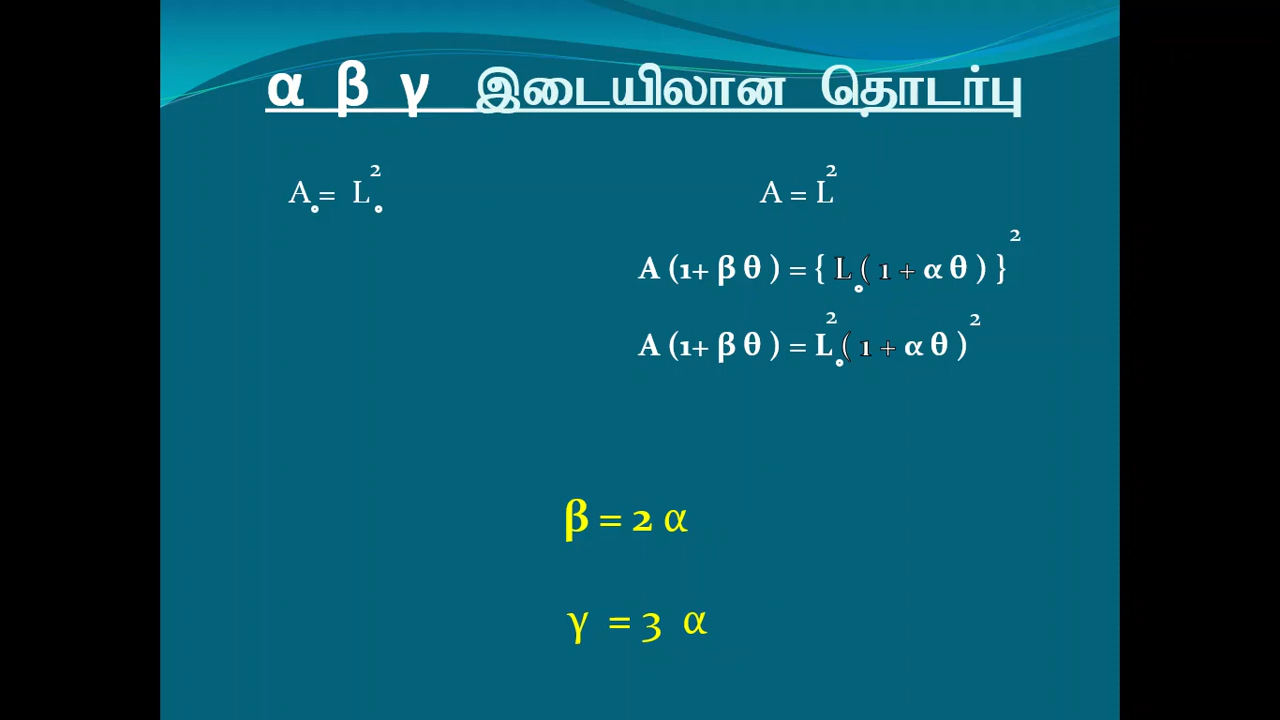 α β γ இடையிலான தொடர்பு
A₀= L₀²
A = L²
A (1+ β θ ) = { L₀( 1 + α θ ) }²
A (1+ β θ ) = L₀²( 1 + α θ )²
β = 2 α
γ = 3 α